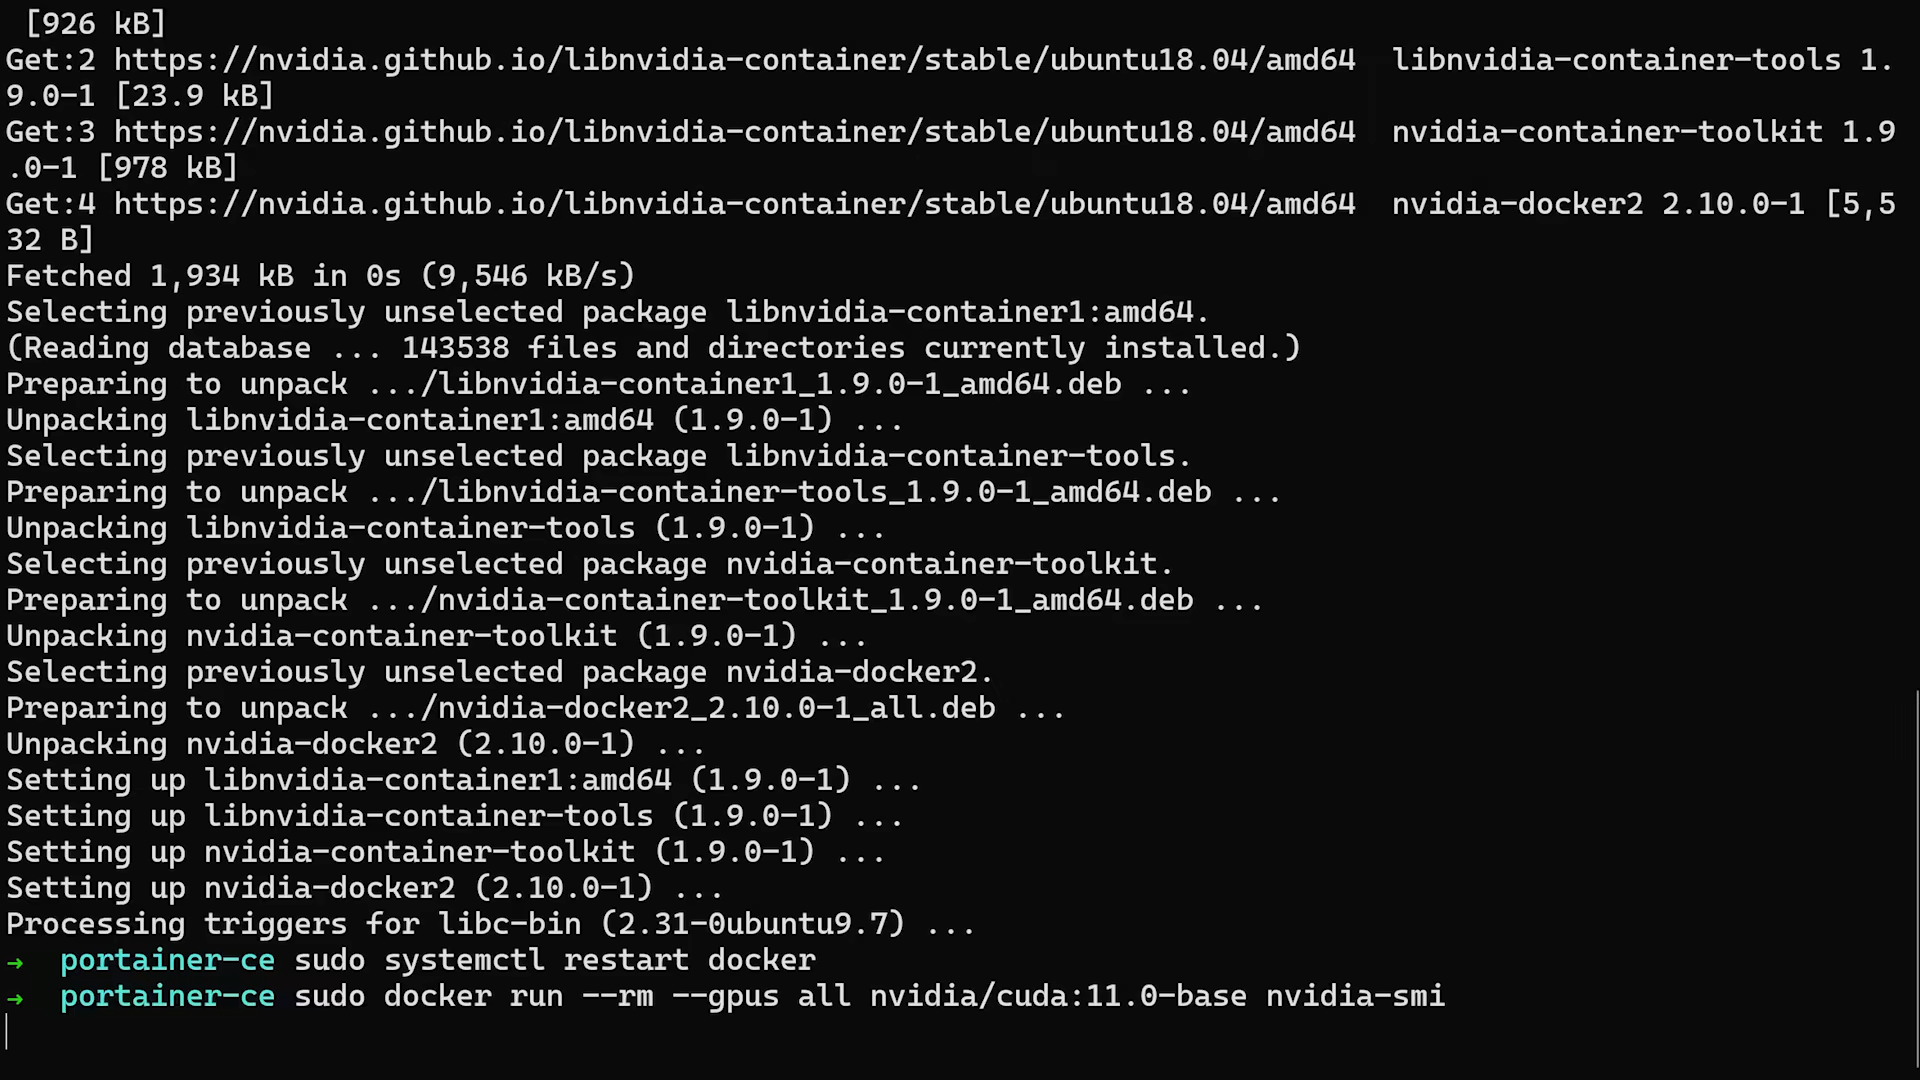 [926 kB]
Get:2 https://nvidia.github.io/libnvidia-container/stable/ubuntu18.04/amd64  libnvidia-container-tools 1.
9.0-1 [23.9 kB]
Get:3 https://nvidia.github.io/libnvidia-container/stable/ubuntu18.04/amd64  nvidia-container-toolkit 1.9
.0-1 [978 kB]
Get:4 https://nvidia.github.io/libnvidia-container/stable/ubuntu18.04/amd64  nvidia-docker2 2.10.0-1 [5,5
32 B]
Fetched 1,934 kB in 0s (9,546 kB/s)
Selecting previously unselected package libnvidia-container1:amd64.
(Reading database ... 143538 files and directories currently installed.)
Preparing to unpack .../libnvidia-container1_1.9.0-1_amd64.deb ...
Unpacking libnvidia-container1:amd64 (1.9.0-1) ...
Selecting previously unselected package libnvidia-container-tools.
Preparing to unpack .../libnvidia-container-tools_1.9.0-1_amd64.deb ...
Unpacking libnvidia-container-tools (1.9.0-1) ...
Selecting previously unselected package nvidia-container-toolkit.
Preparing to unpack .../nvidia-container-toolkit_1.9.0-1_amd64.deb ...
Unpacking nvidia-container-toolkit (1.9.0-1) ...
Selecting previously unselected package nvidia-docker2.
Preparing to unpack .../nvidia-docker2_2.10.0-1_all.deb ...
Unpacking nvidia-docker2 (2.10.0-1) ...
Setting up libnvidia-container1:amd64 (1.9.0-1) ...
Setting up libnvidia-container-tools (1.9.0-1) ...
Setting up nvidia-container-toolkit (1.9.0-1) ...
Setting up nvidia-docker2 (2.10.0-1) ...
Processing triggers for libc-bin (2.31-0ubuntu9.7) ...
→  portainer-ce sudo systemctl restart docker
→  portainer-ce sudo docker run --rm --gpus all nvidia/cuda:11.0-base nvidia-smi